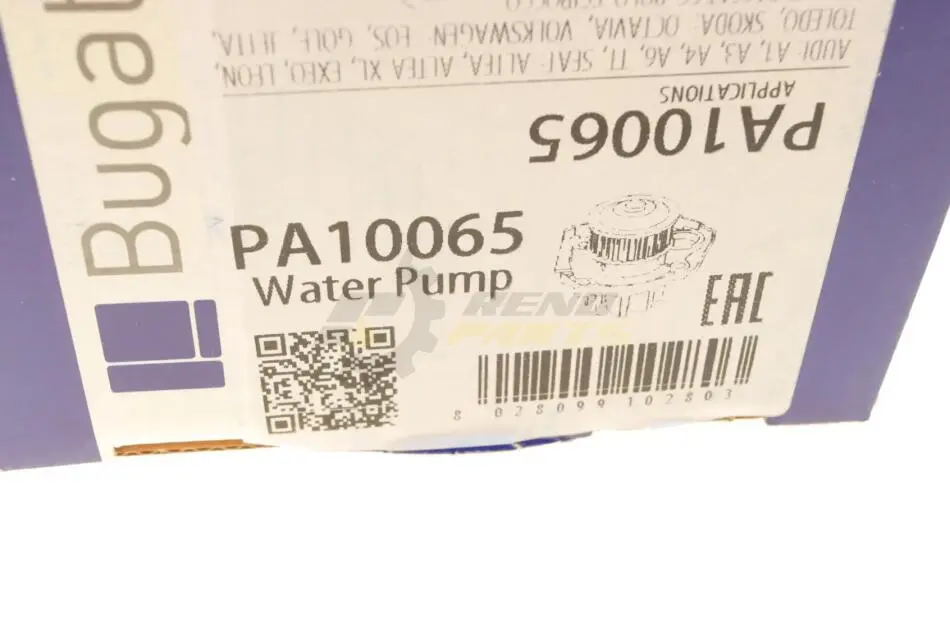 Bugat
PA10065
Water Pump
EAC
8 028099 102803
PA10065
APPLICATIONS
AUDI: A1, A3, A4, A6, TT, SEAT: ALTEA, ALTEA XL, EXEO, LEON,
TOLEDO, SKODA: OCTAVIA, VOLKSWAGEN: EOS, GOLF, JETTA,
PARTS